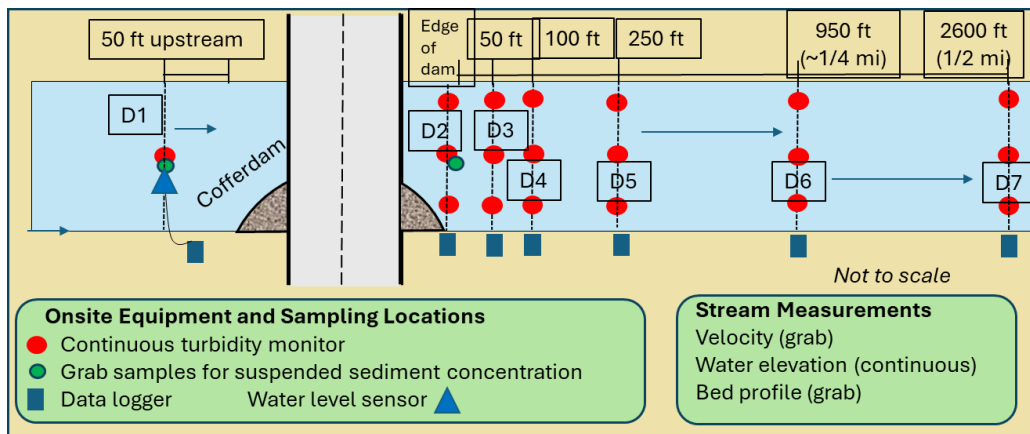 50 ft upstream
Edge
of
dam
50 ft
100 ft
250 ft
950 ft
(~1/4 mi)
2600 ft
(1/2 mi)
D1
Cofferdam
D2
D3
D4
D5
D6
D7
Not to scale
Onsite Equipment and Sampling Locations
Continuous turbidity monitor
Grab samples for suspended sediment concentration
Data logger Water level sensor
Stream Measurements
Velocity (grab)
Water elevation (continuous)
Bed profile (grab)